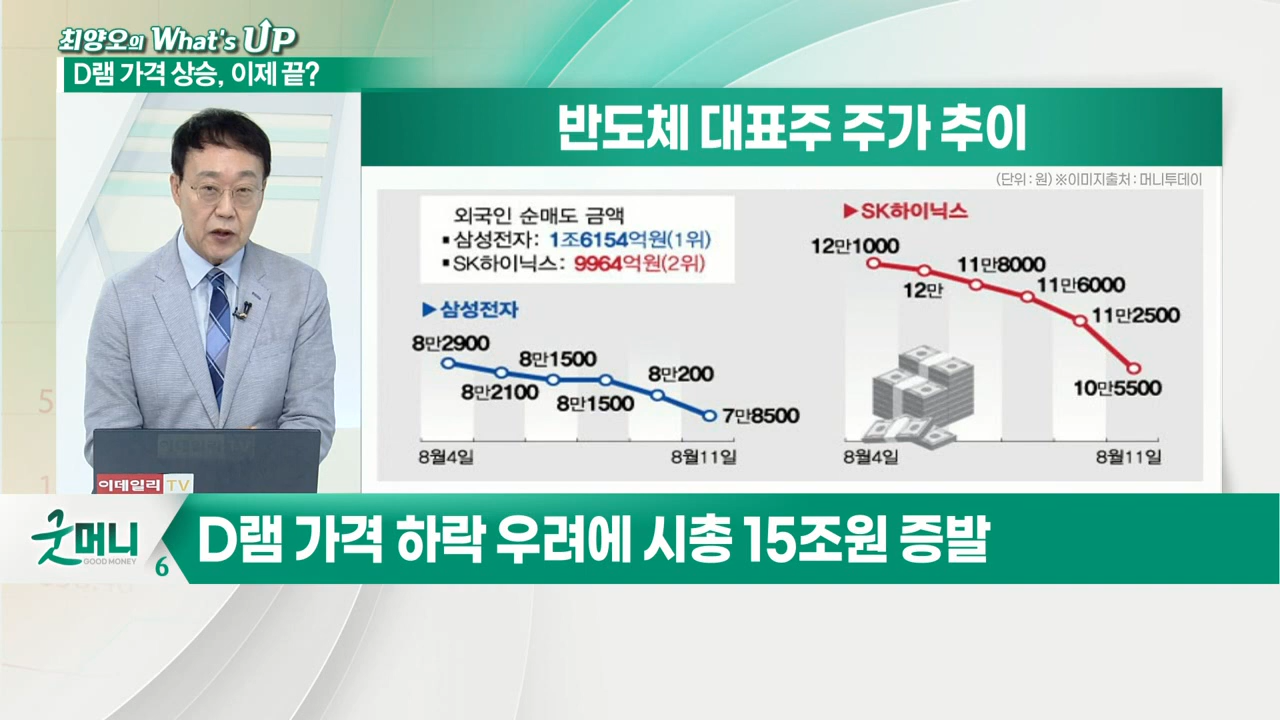 최양오의 What's UP
D램 가격 상승, 이제 끝?
반도체 대표주 주가 추이
(단위 : 원) ※이미지출처 : 머니투데이
외국인 순매도 금액
▪삼성전자: 1조6154억원(1위)
▪SK하이닉스: 9964억원(2위)
▶삼성전자
8만2900
8만2100
8만1500
8만1500
8만200
7만8500
8월4일
8월11일
▶SK하이닉스
12만1000
12만
11만8000
11만6000
11만2500
10만5500
8월4일
8월11일
이데일리 TV
이데일리 TV
굿머니
GOOD MONEY
6
D램 가격 하락 우려에 시총 15조원 증발